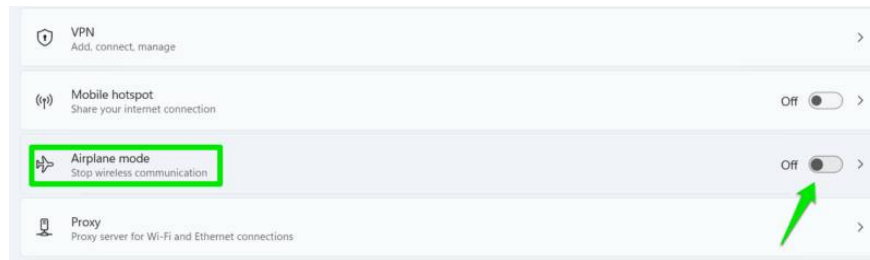 VPN
Add, connect, manage
Mobile hotspot
Share your internet connection
Off
Airplane mode
Stop wireless communication
Off
Proxy
Proxy server for Wi-Fi and Ethernet connections